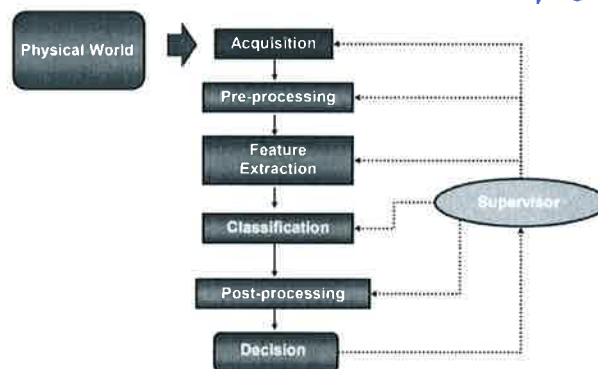 Physical World
Acquisition
Pre-processing
Feature
Extraction
Classification
Supervisor
Post-processing
Decision